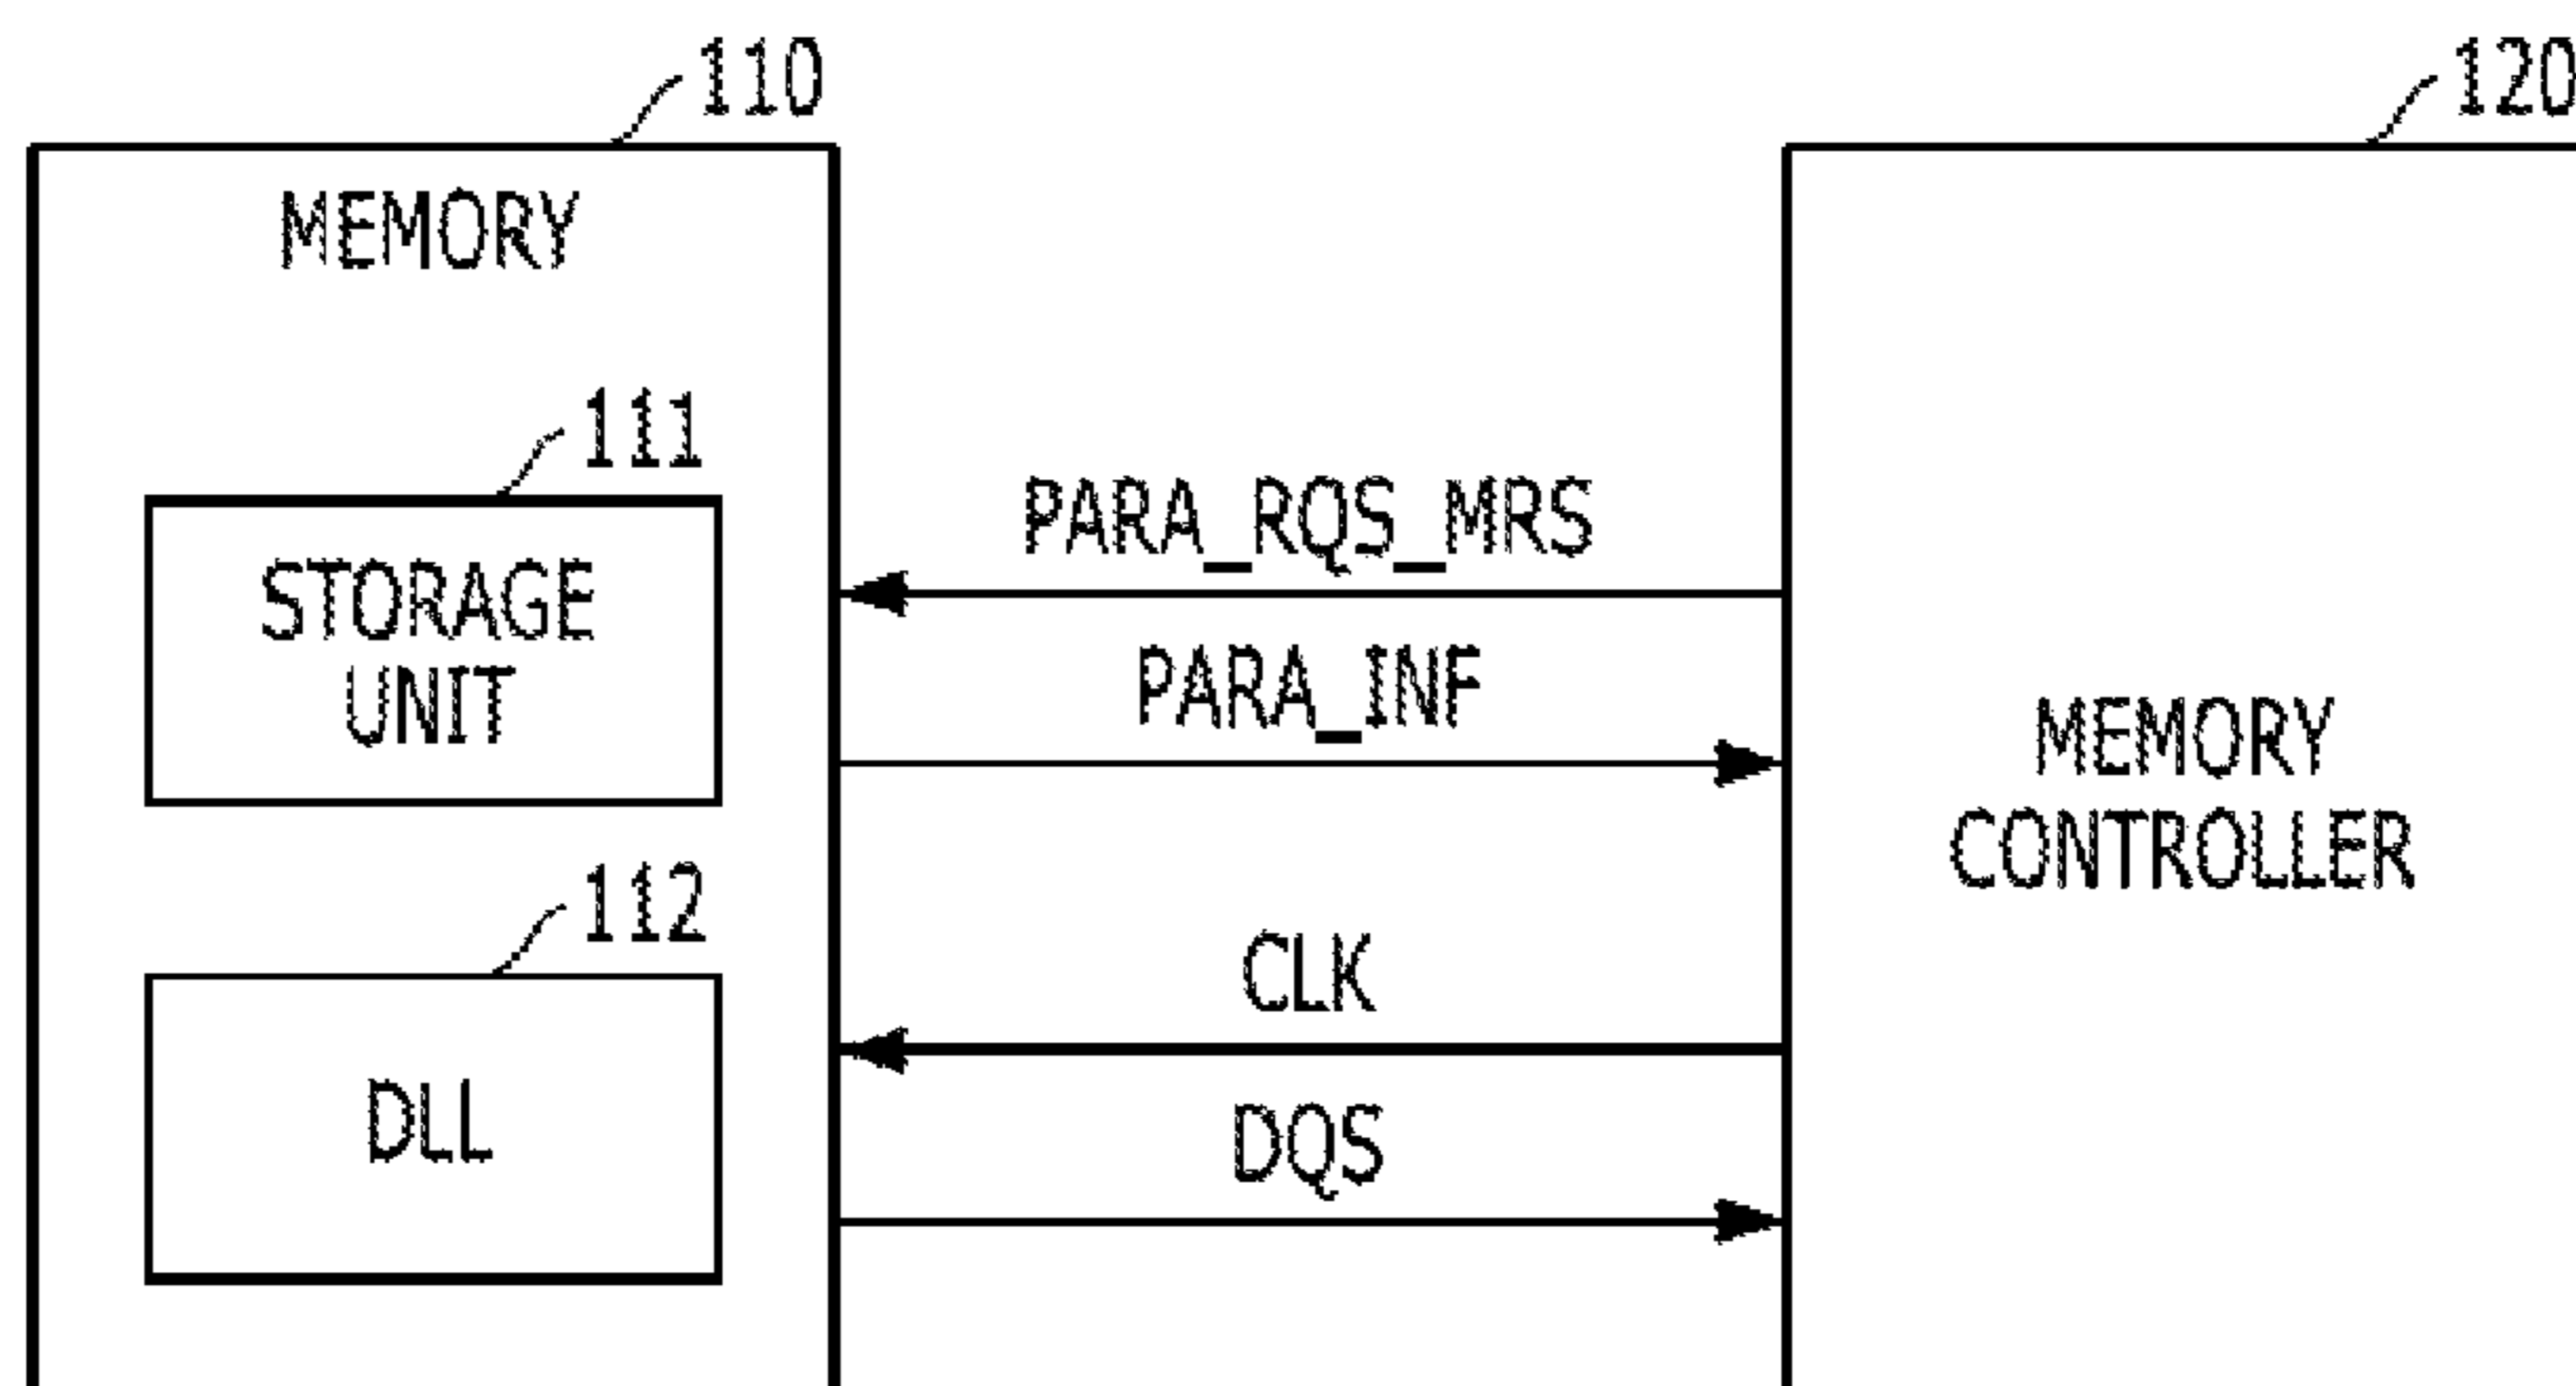 110
120
MEMORY
111
STORAGE
UNIT
PARA_RQS_MRS
PARA_INF
MEMORY
CONTROLLER
112
DLL
CLK
DQS